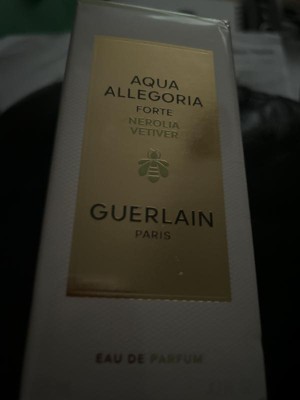 AQUA
ALLEGORIA
FORTE
NEROLIA
VETIVER
GUERLAIN
PARIS
EAU DE PARFUM